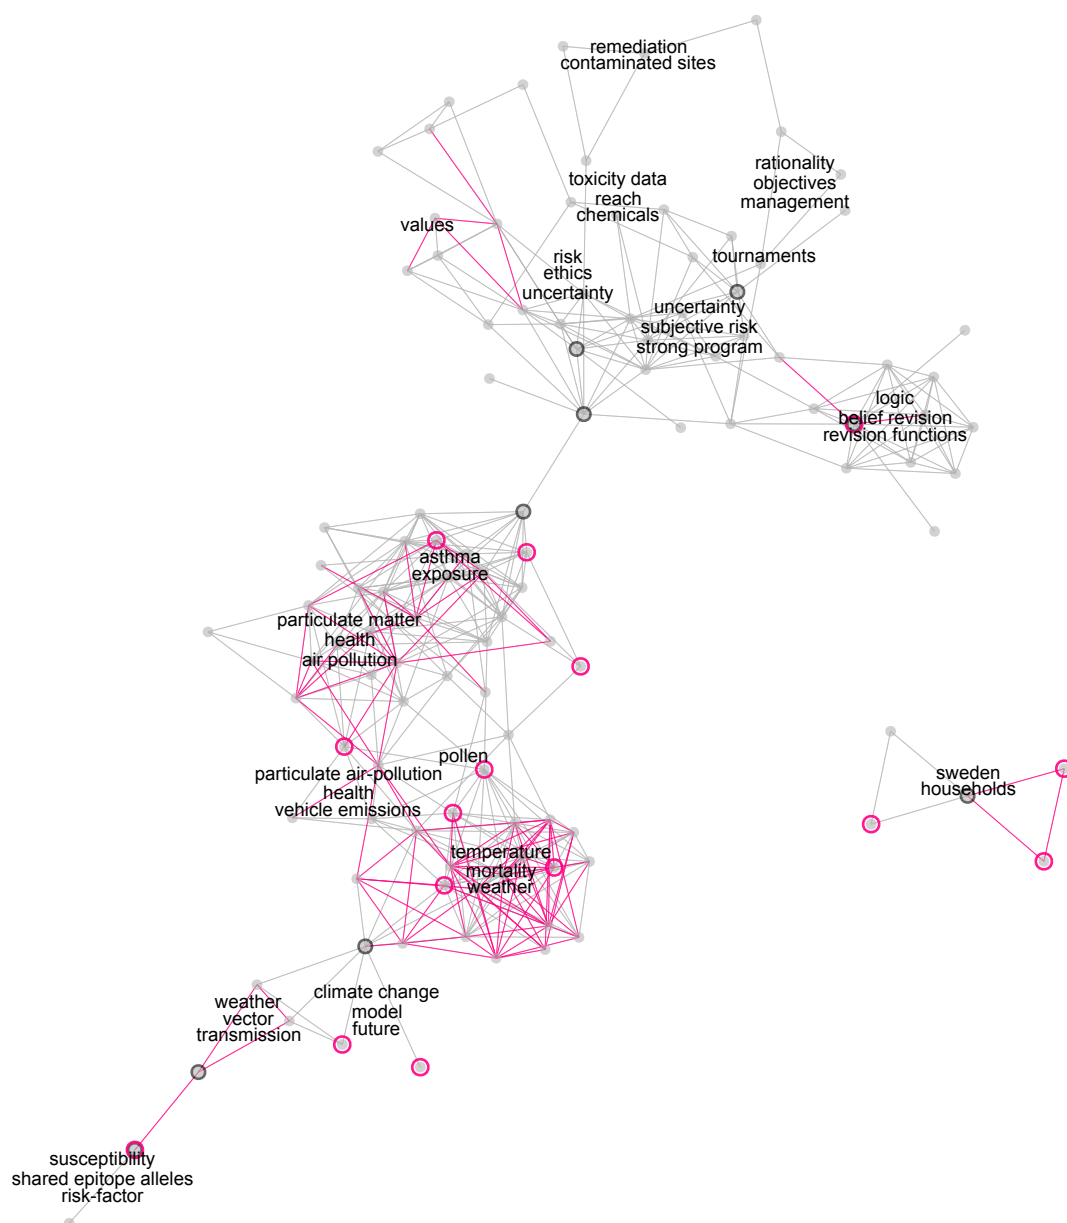 remediation
contaminated sites
rationality
objectives
management
toxicity data
reach
chemicals
values
tournaments
risk
ethics
uncertainty
uncertainty
subjective risk
strong program
logic
belief revision
revision functions
asthma
exposure
particulate matter
health
air pollution
pollen
particulate air-pollution
health
vehicle emissions
sweden
households
temperature
mortality
weather
climate change
model
future
weather
vector
transmission
susceptibility
shared epitope alleles
risk-factor